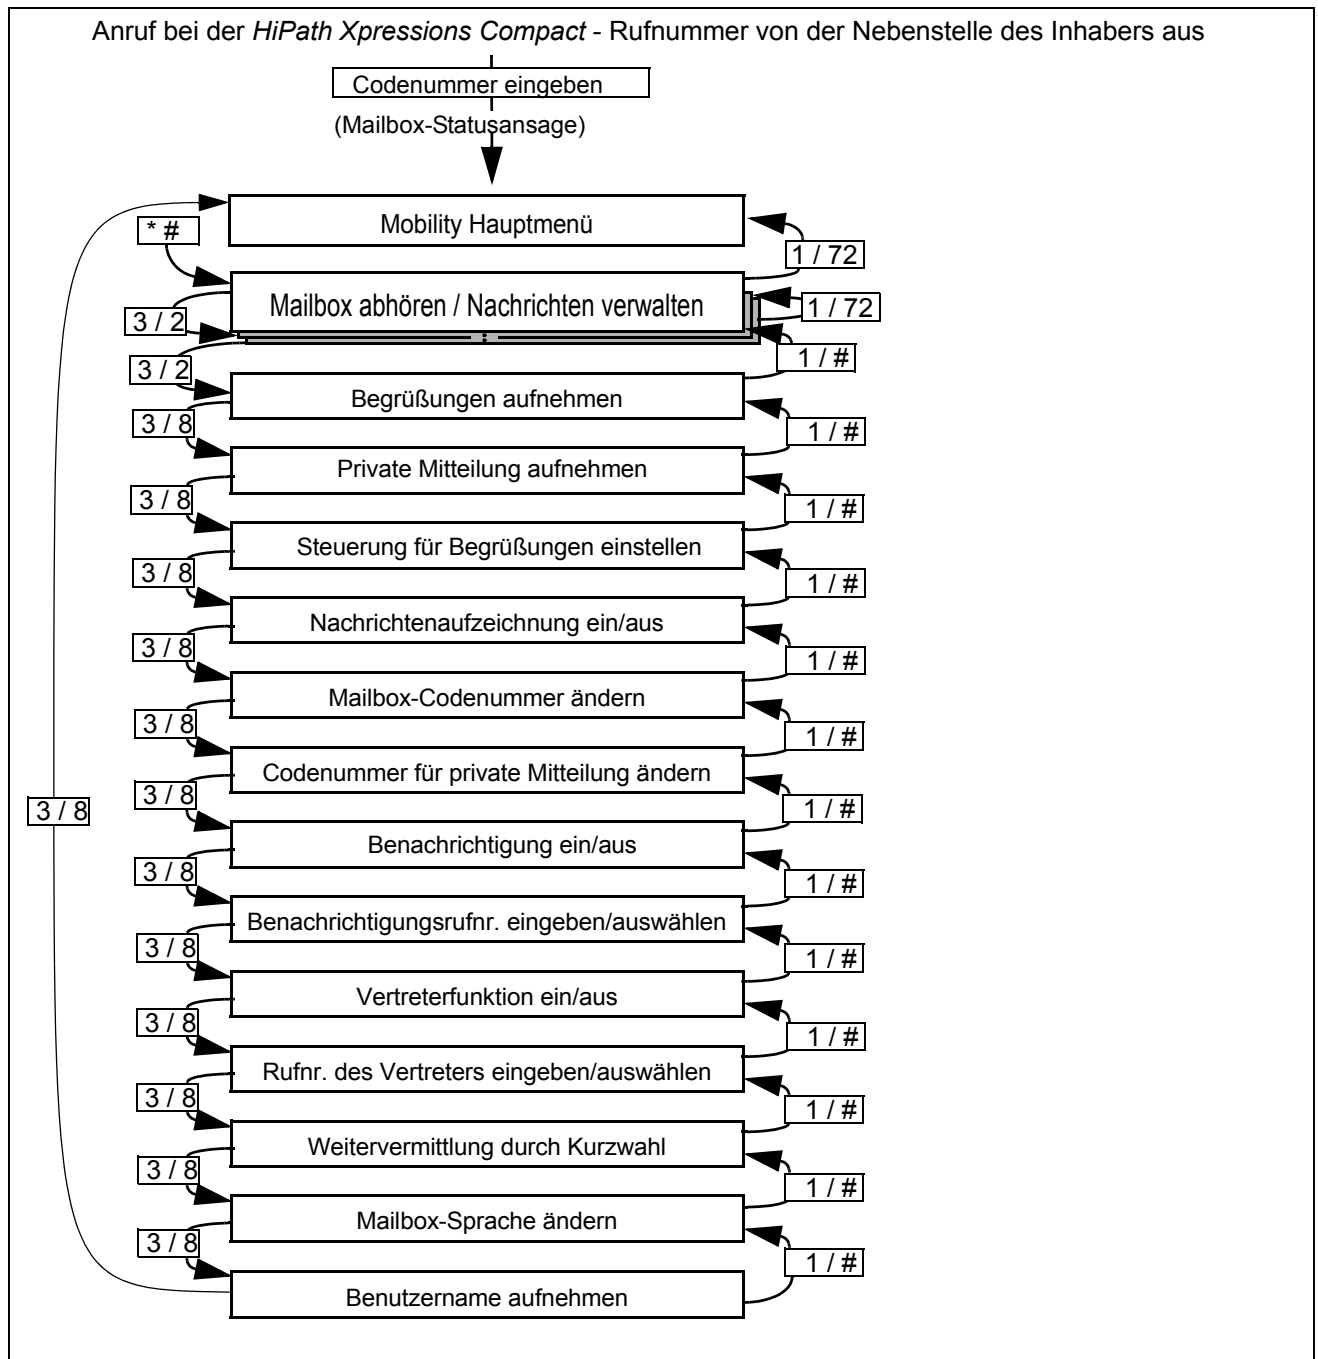 Anruf bei der HiPath Xpressions Compact - Rufnummer von der Nebenstelle des Inhabers aus
Codenummer eingeben
(Mailbox-Statusansage)
Mobility Hauptmenü
* #
1 / 72
Mailbox abhören / Nachrichten verwalten
1 / 72
3 / 2
:
1 / #
3 / 2
Begrüßungen aufnehmen
3 / 8
1 / #
Private Mitteilung aufnehmen
3 / 8
1 / #
Steuerung für Begrüßungen einstellen
3 / 8
1 / #
Nachrichtenaufzeichnung ein/aus
3 / 8
1 / #
Mailbox-Codenummer ändern
3 / 8
1 / #
Codenummer für private Mitteilung ändern
3 / 8
3 / 8
1 / #
Benachrichtigung ein/aus
3 / 8
1 / #
Benachrichtigungsrufnr. eingeben/auswählen
3 / 8
1 / #
Vertreterfunktion ein/aus
3 / 8
1 / #
Rufnr. des Vertreters eingeben/auswählen
3 / 8
1 / #
Weitervermittlung durch Kurzwahl
3 / 8
1 / #
Mailbox-Sprache ändern
3 / 8
1 / #
Benutzername aufnehmen